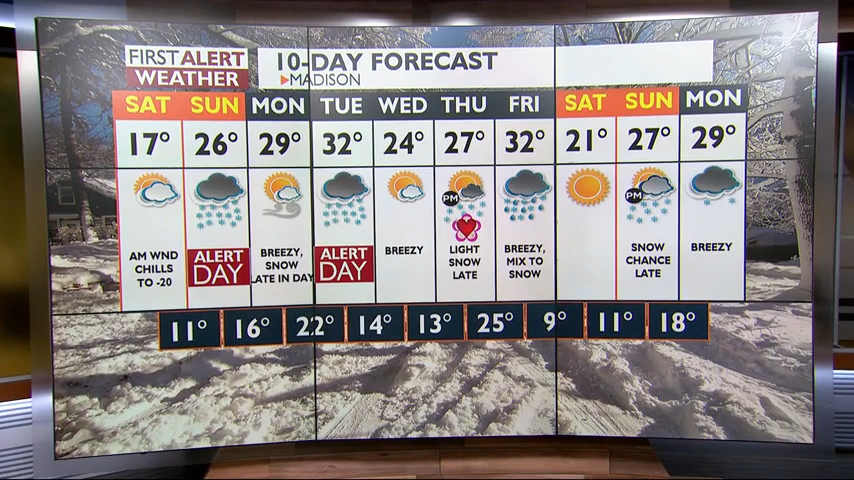 FIRST ALERT
WEATHER
10-DAY FORECAST
MADISON
SAT SUN MON TUE WED THU FRI SAT SUN MON
17° 26° 29° 32° 24° 27° 32° 21° 27° 29°
PM PM
AM WND
CHILLS
TO -20
ALERT
DAY
BREEZY,
SNOW
LATE IN DAY
ALERT
DAY
BREEZY
LIGHT
SNOW
LATE
BREEZY,
MIX TO
SNOW
SNOW
CHANCE
LATE
BREEZY
11° 16° 22° 14° 13° 25° 9° 11° 18°